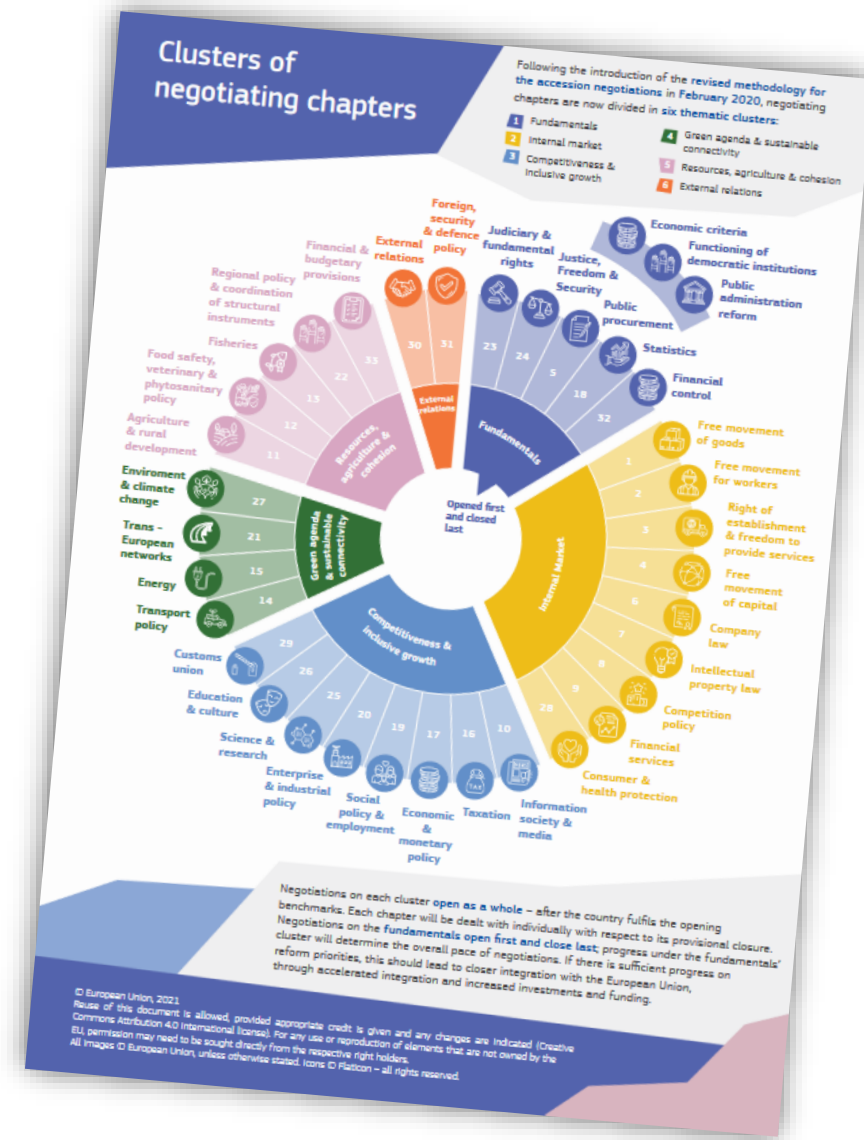 Clusters of
negotiating chapters
Following the introduction of the revised methodology for
the accession negotiations in February 2020, negotiating
chapters are now divided in six thematic clusters:
1 Fundamentals
2 Internal market
3 Competitiveness &
inclusive growth
4 Green agenda & sustainable
connectivity
5 Resources, agriculture & cohesion
6 External relations
Economic criteria
Functioning of
democratic institutions
Public
administration
reform
Foreign,
security
& defence
policy
External
relations
Financial &
budgetary
provisions
Regional policy
& coordination
of structural
instruments
Fisheries
Food safety,
veterinary &
phytosanitary
policy
Agriculture
& rural
development
Judiciary &
fundamental
rights
Justice,
Freedom &
Security
Public
procurement
Statistics
Financial
control
23
24
5
18
32
Fundamentals
30
31
External
relations
33
22
13
12
11
Resources,
agriculture &
cohesion
Opened first
and closed
last
Free movement
of goods
Free movement
for workers
Right of
establishment
& freedom to
provide services
Free
movement
of capital
Company
law
Intellectual
property law
Competition
policy
Financial
services
Consumer &
health protection
1
2
3
4
6
7
8
9
28
Internal Market
Enviroment
& climate
change
Trans -
European
networks
Energy
Transport
policy
27
21
15
14
Green agenda
& sustainable
connectivity
Competitiveness &
inclusive growth
29
26
25
20
19
17
16
10
Customs
union
Education
& culture
Science &
research
Enterprise
& industrial
policy
Social
policy &
employment
Economic
&
monetary
policy
TAX
Taxation
Information
society &
media
Negotiations on each cluster open as a whole – after the country fulfils the opening
benchmarks. Each chapter will be dealt with individually with respect to its provisional closure.
Negotiations on the fundamentals open first and close last; progress under the fundamentals'
cluster will determine the overall pace of negotiations. If there is sufficient progress on
reform priorities, this should lead to closer integration with the European Union,
through accelerated integration and increased investments and funding.
© European Union, 2021
Reuse of this document is allowed, provided appropriate credit is given and any changes are indicated (Creative
Commons Attribution 4.0 International license). For any use or reproduction of elements that are not owned by the
EU, permission may need to be sought directly from the respective right holders.
All images © European Union, unless otherwise stated. Icons © Flaticon – all rights reserved.